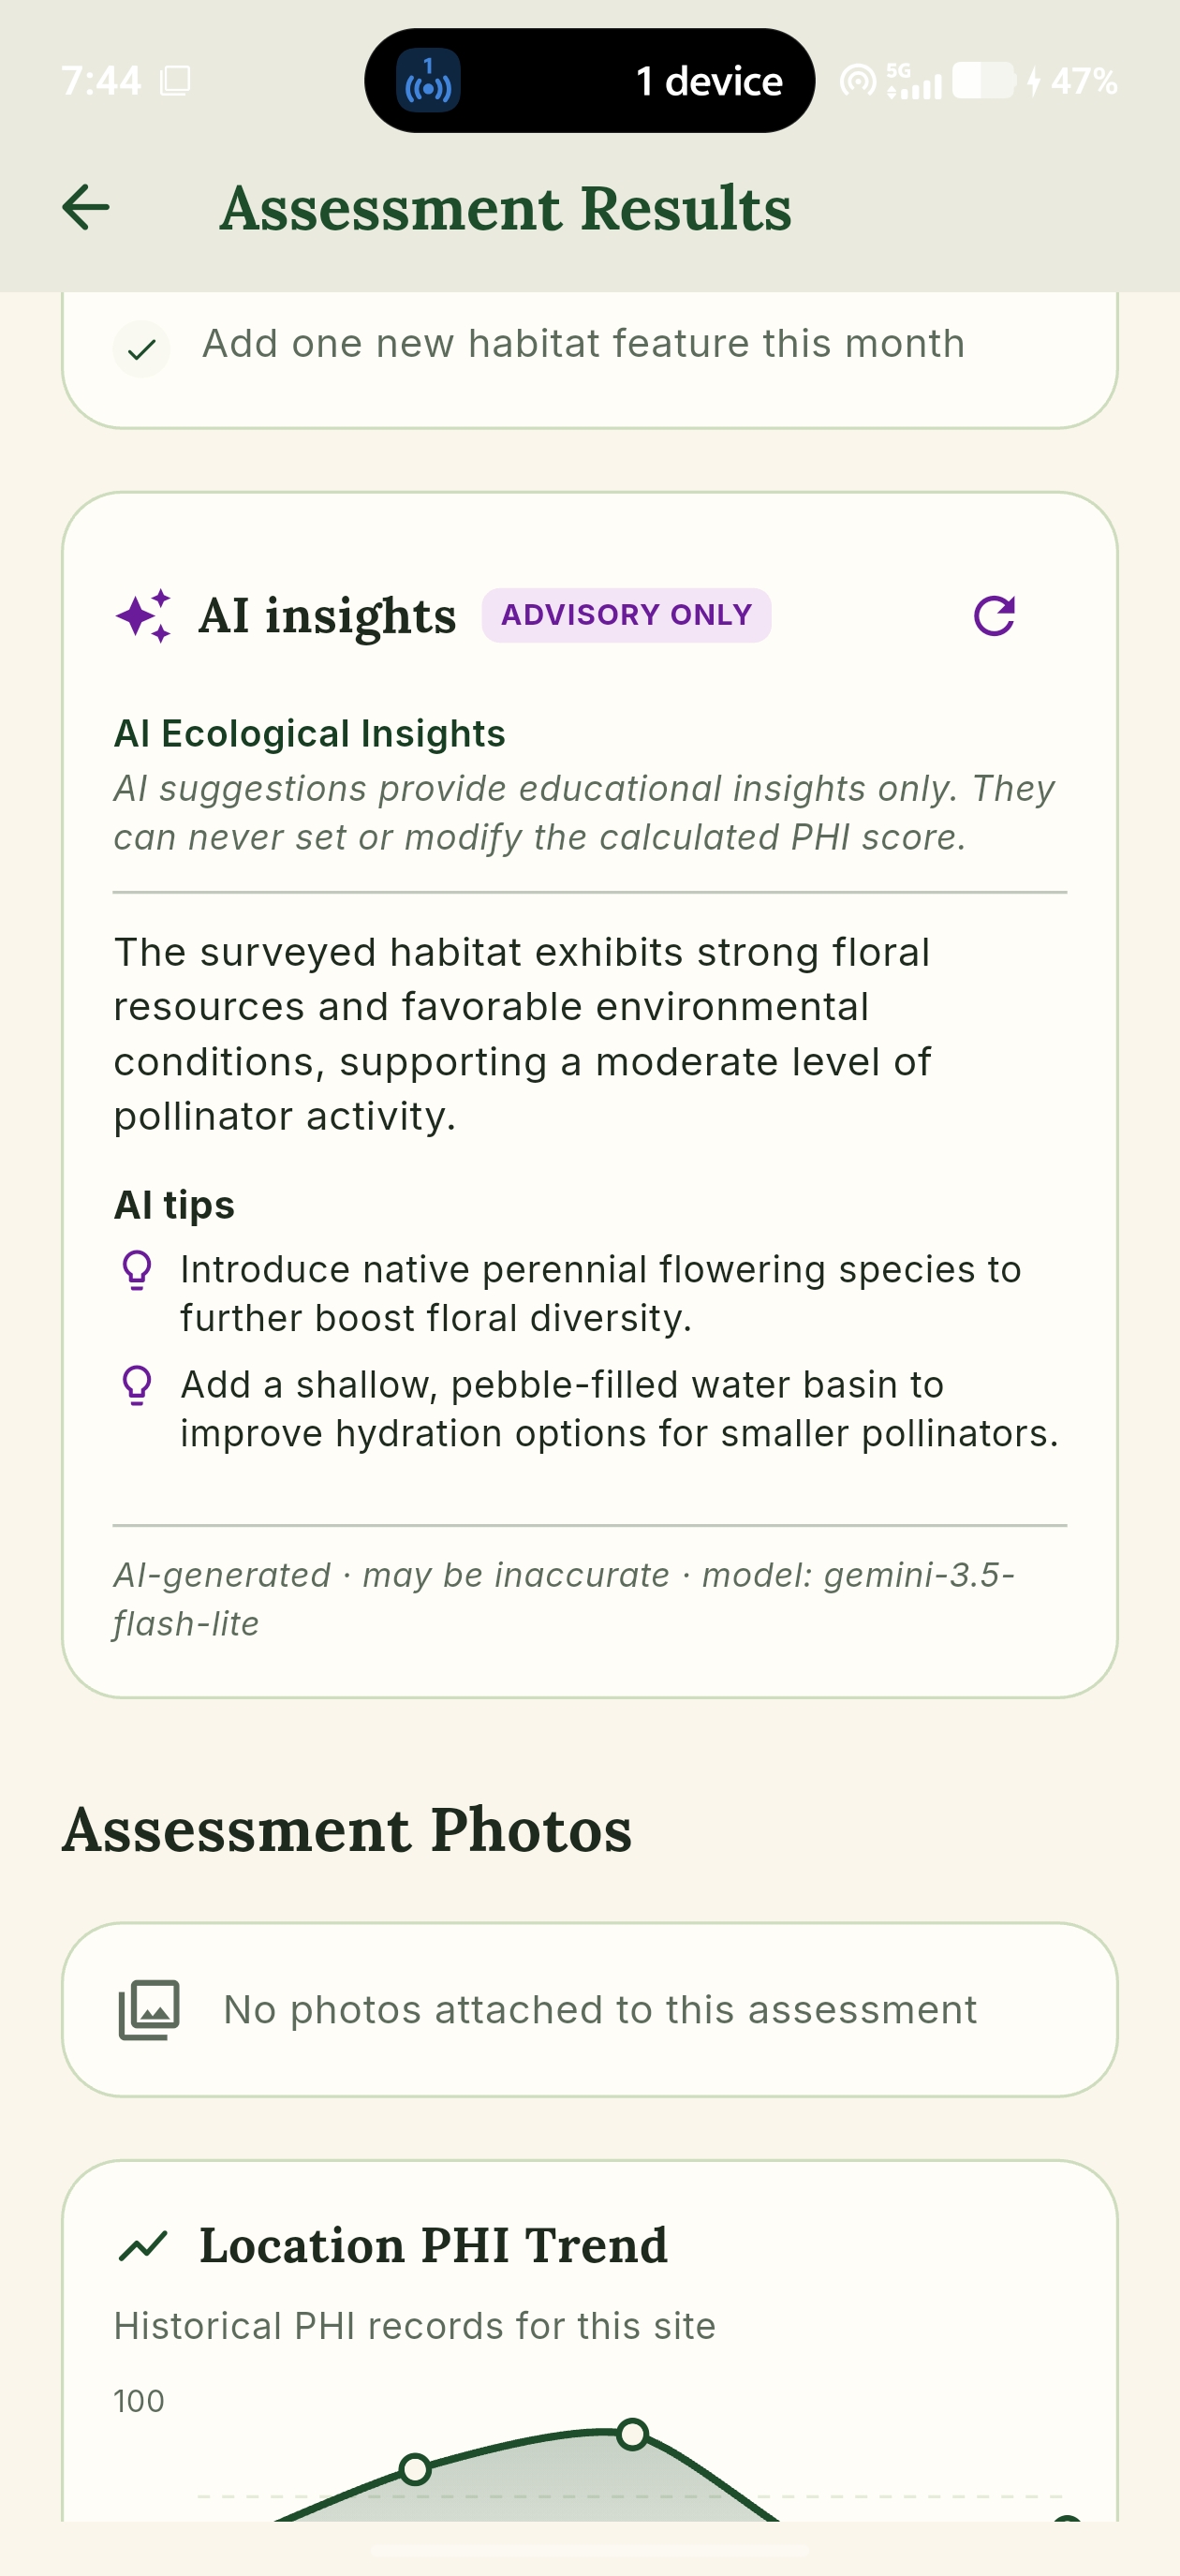 7:44
1
1 device
5G
47%
Assessment Results
Add one new habitat feature this month
AI insights
ADVISORY ONLY
AI Ecological Insights
AI suggestions provide educational insights only. They
can never set or modify the calculated PHI score.
The surveyed habitat exhibits strong floral
resources and favorable environmental
conditions, supporting a moderate level of
pollinator activity.
AI tips
Introduce native perennial flowering species to
further boost floral diversity.
Add a shallow, pebble-filled water basin to
improve hydration options for smaller pollinators.
AI-generated · may be inaccurate · model: gemini-3.5-
flash-lite
Assessment Photos
No photos attached to this assessment
Location PHI Trend
Historical PHI records for this site
100